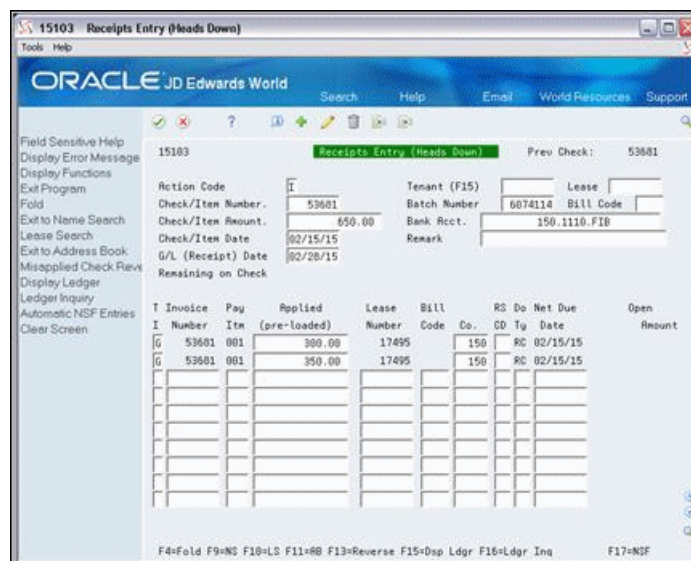 15103 Receipts Entry (Heads Down)
Tools Help
ORACLE JD Edwards World
Search Help Email World Resources Support
Field Sensitive Help
Display Error Message
Display Functions
Exit Program
Fold
Exit to Name Search
Lease Search
Exit to Address Book
Misapplied Check Reve
Display Ledger
Ledger Inquiry
Automatic NSF Entries
Clear Screen
15103 Receipts Entry (Heads Down) Prev Check: 53601
Action Code I Tenant (F15) Lease
Check/Item Number. 53601 Batch Number 6074114 Bill Code
Check/Item Amount. 650.00 Bank Acct. 150.1110.FIB
Check/Item Date 02/15/15 Remark
G/L (Receipt) Date 02/28/15
Remaining on Check
T Invoice Pay Applied Lease Bill RS Do Net Due Open
I Number Itm (pre-loaded) Number Code Co. CD Ty Date Amount
G 53601 001 300.00 17495 150 RC 02/15/15
G 53601 001 350.00 17495 150 RC 02/15/15
F4=Fold F9=NS F10=LS F11=AB F13=Reverse F15=Dsp Ldgr F16=Ldgr Inq F17=NSF